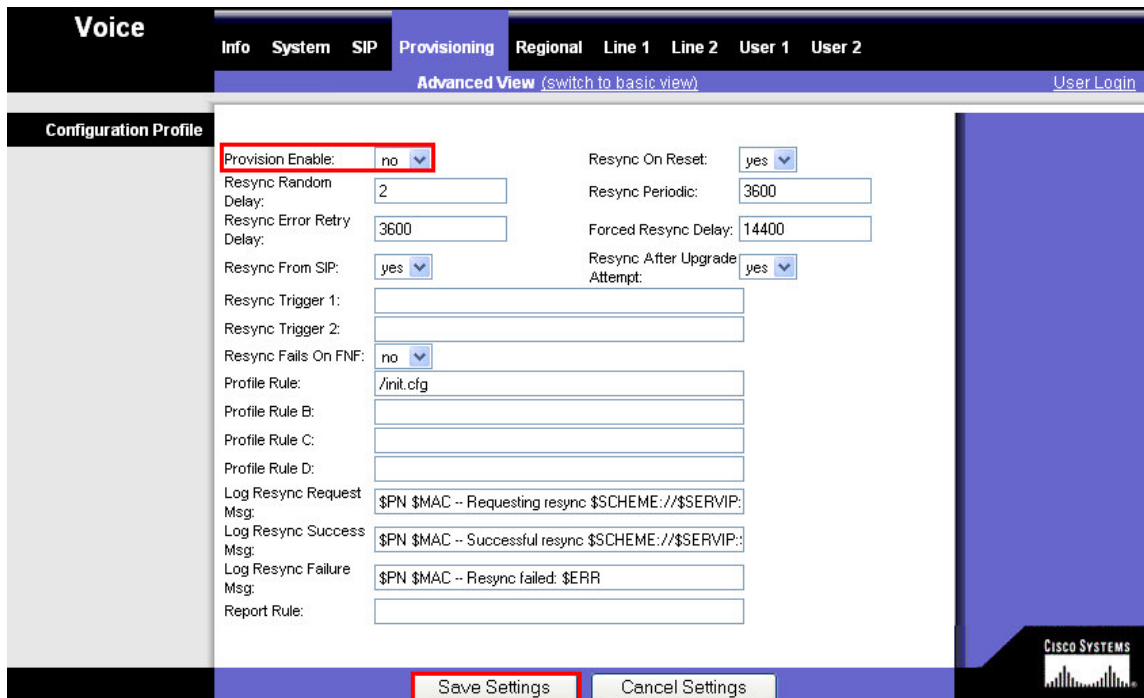 Voice
Info System SIP Provisioning Regional Line 1 Line 2 User 1 User 2
Advanced View (switch to basic view) User Login
Configuration Profile
Provision Enable: no Resync On Reset: yes
Resync Random
Delay: 2 Resync Periodic: 3600
Resync Error Retry
Delay: 3600 Forced Resync Delay: 14400
Resync From SIP: yes Resync After Upgrade
Attempt: yes
Resync Trigger 1:
Resync Trigger 2:
Resync Fails On FNF: no
Profile Rule: /init.cfg
Profile Rule B:
Profile Rule C:
Profile Rule D:
Log Resync Request
Msg: $PN $MAC -- Requesting resync $SCHEME://$SERVIP:
Log Resync Success
Msg: $PN $MAC -- Successful resync $SCHEME://$SERVIP:
Log Resync Failure
Msg: $PN $MAC -- Resync failed: $ERR
Report Rule:
Save Settings Cancel Settings
CISCO SYSTEMS